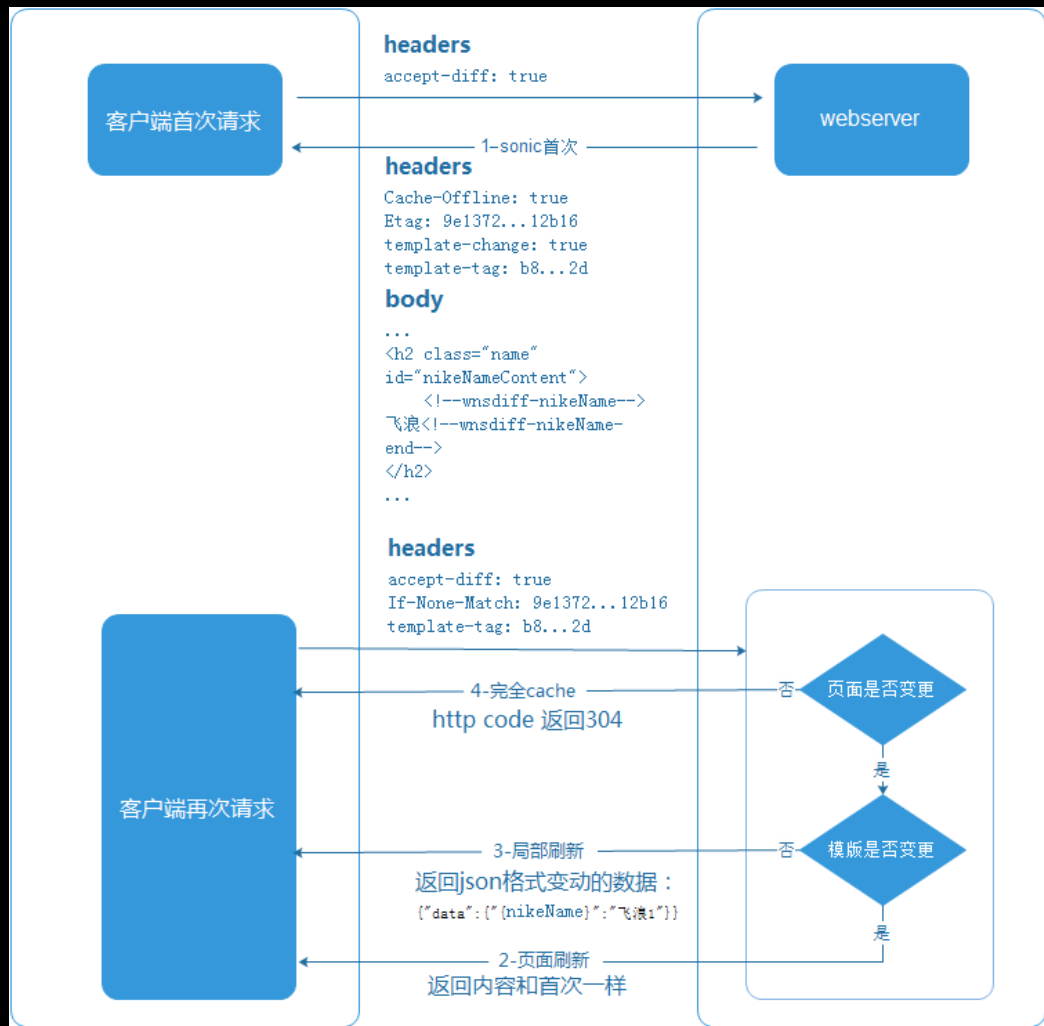 headers
accept-diff: true
客户端首次请求
webserver
1-sonic首次
headers
Cache-Offline: true
Etag: 9e1372...12b16
template-change: true
template-tag: b8...2d
body
...
<h2 class="name"
id="nikeNameContent">
<!--wnsdiff-nikeName-->
飞浪<!--wnsdiff-nikeName-
end-->
</h2>
...
headers
accept-diff: true
If-None-Match: 9e1372...12b16
template-tag: b8...2d
4-完全cache
否
页面是否变更
http code 返回304
是
客户端再次请求
3-局部刷新
否
模版是否变更
返回json格式变动的数据：
{"data":{"{nikeName}":"飞浪1"}}
是
2-页面刷新
返回内容和首次一样